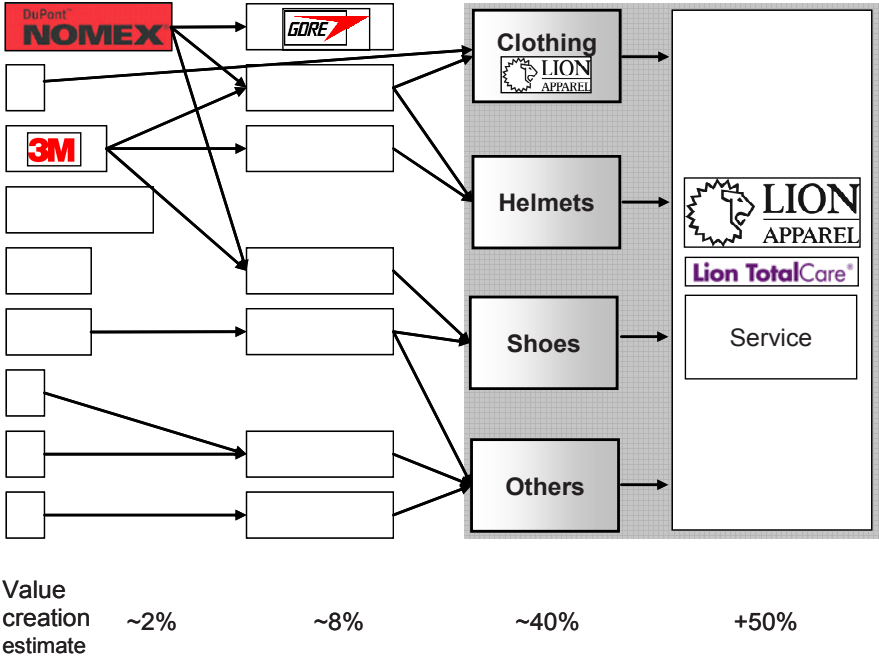 DuPont™
NOMEX
GORE
Clothing
LION
APPAREL
3M
Helmets
LION
APPAREL
Lion TotalCare®
Service
Shoes
Others
Value
creation
estimate
~2%
~8%
~40%
+50%